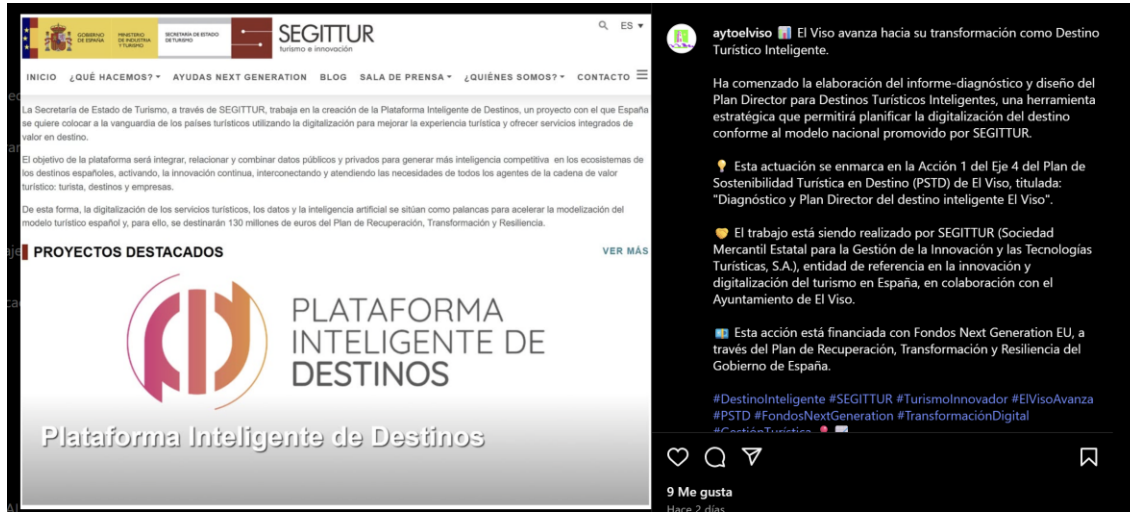 GOBIERNO DE ESPAÑA
MINISTERIO DE INDUSTRIA Y TURISMO
SECRETARÍA DE ESTADO DE TURISMO
SEGITTUR
turismo e innovación
ES
INICIO ¿QUÉ HACEMOS? AYUDAS NEXT GENERATION BLOG SALA DE PRENSA ¿QUIÉNES SOMOS? CONTACTO
La Secretaría de Estado de Turismo, a través de SEGITTUR, trabaja en la creación de la Plataforma Inteligente de Destinos, un proyecto con el que España
se quiere colocar a la vanguardia de los países turísticos utilizando la digitalización para mejorar la experiencia turística y ofrecer servicios integrados de
valor en destino.
El objetivo de la plataforma será integrar, relacionar y combinar datos públicos y privados para generar más inteligencia competitiva en los ecosistemas de
los destinos españoles, activando, la innovación continua, interconectando y atendiendo las necesidades de todos los agentes de la cadena de valor
turístico: turista, destinos y empresas.
De esta forma, la digitalización de los servicios turísticos, los datos y la inteligencia artificial se sitúan como palancas para acelerar la modelización del
modelo turístico español y, para ello, se destinarán 130 millones de euros del Plan de Recuperación, Transformación y Resiliencia.
PROYECTOS DESTACADOS
VER MÁS
PLATAFORMA
INTELIGENTE DE
DESTINOS
Plataforma Inteligente de Destinos
aytoelviso 📊 El Viso avanza hacia su transformación como Destino
Turístico Inteligente.
Ha comenzado la elaboración del informe-diagnóstico y diseño del
Plan Director para Destinos Turísticos Inteligentes, una herramienta
estratégica que permitirá planificar la digitalización del destino
conforme al modelo nacional promovido por SEGITTUR.
💡 Esta actuación se enmarca en la Acción 1 del Eje 4 del Plan de
Sostenibilidad Turística en Destino (PSTD) de El Viso, titulada:
"Diagnóstico y Plan Director del destino inteligente El Viso".
🤝 El trabajo está siendo realizado por SEGITTUR (Sociedad
Mercantil Estatal para la Gestión de la Innovación y las Tecnologías
Turísticas, S.A.), entidad de referencia en la innovación y
digitalización del turismo en España, en colaboración con el
Ayuntamiento de El Viso.
💶 Esta acción está financiada con Fondos Next Generation EU, a
través del Plan de Recuperación, Transformación y Resiliencia del
Gobierno de España.
#DestinoInteligente #SEGITTUR #TurismoInnovador #ElVisoAvanza
#PSTD #FondosNextGeneration #TransformaciónDigital
#GestiónTurística
9 Me gusta
Hace 2 días